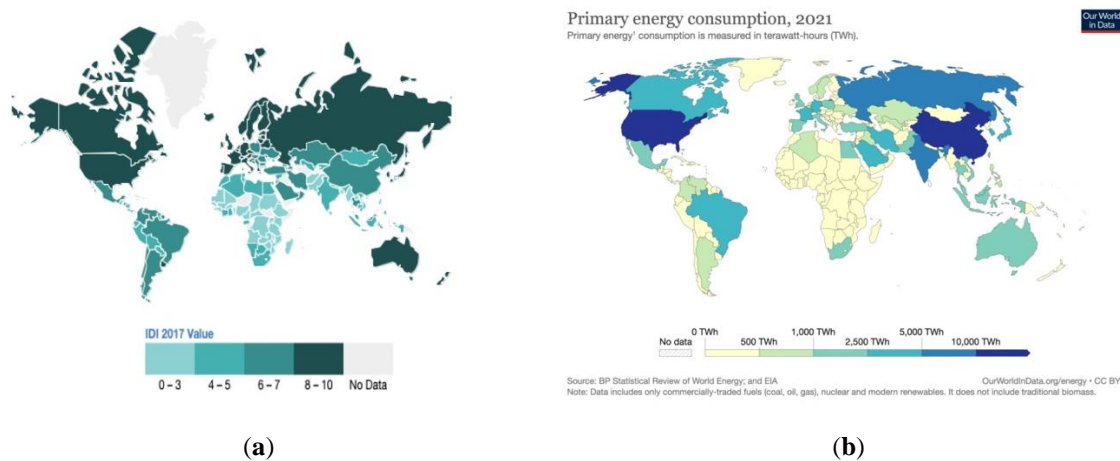 IDI 2017 Value
0 – 3
4 – 5
6 – 7
8 – 10
No Data
(a)
Primary energy consumption, 2021
Primary energy¹ consumption is measured in terawatt-hours (TWh).
Our World
in Data
No data
0 TWh
500 TWh
1,000 TWh
2,500 TWh
5,000 TWh
10,000 TWh
Source: BP Statistical Review of World Energy; and EIA
OurWorldInData.org/energy • CC BY
Note: Data includes only commercially-traded fuels (coal, oil, gas), nuclear and modern renewables. It does not include traditional biomass.
(b)